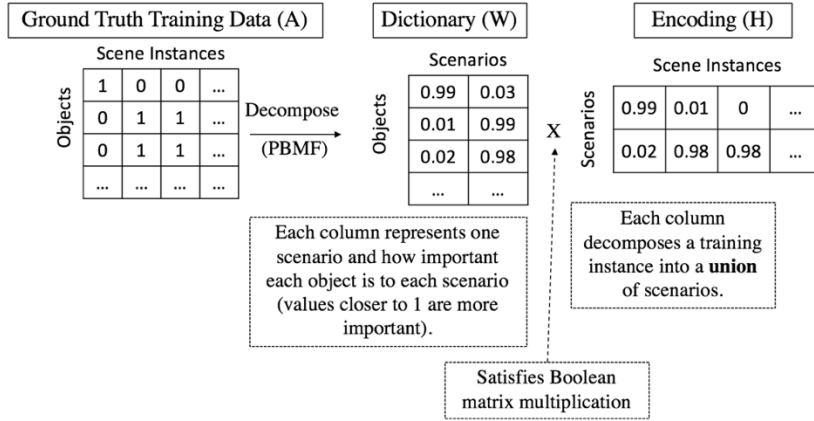 Ground Truth Training Data (A)
Dictionary (W)
Encoding (H)
Scene Instances
Objects
1 0 0 ...
0 1 1 ...
0 1 1 ...
... ... ... ...
Decompose
(PBMF)
Scenarios
Objects
0.99 0.03
0.01 0.99
0.02 0.98
... ...
X
Scene Instances
Scenarios
0.99 0.01 0 ...
0.02 0.98 0.98 ...
Each column represents one
scenario and how important
each object is to each scenario
(values closer to 1 are more
important).
Each column
decomposes a training
instance into a union
of scenarios.
Satisfies Boolean
matrix multiplication